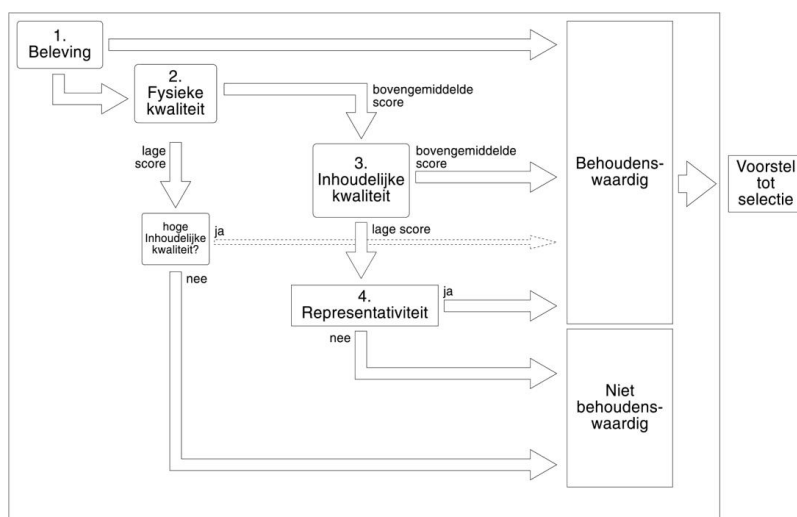 1.
Beleving
2.
Fysieke
kwaliteit
bovengemiddelde
score
lage
score
3.
Inhoudelijke
kwaliteit
bovengemiddelde
score
Behoudens-
waardig
Voorstel
tot
selectie
hoge
Inhoudelijke
kwaliteit?
ja
lage score
nee
4.
Representativiteit
ja
nee
Niet
behoudens-
waardig